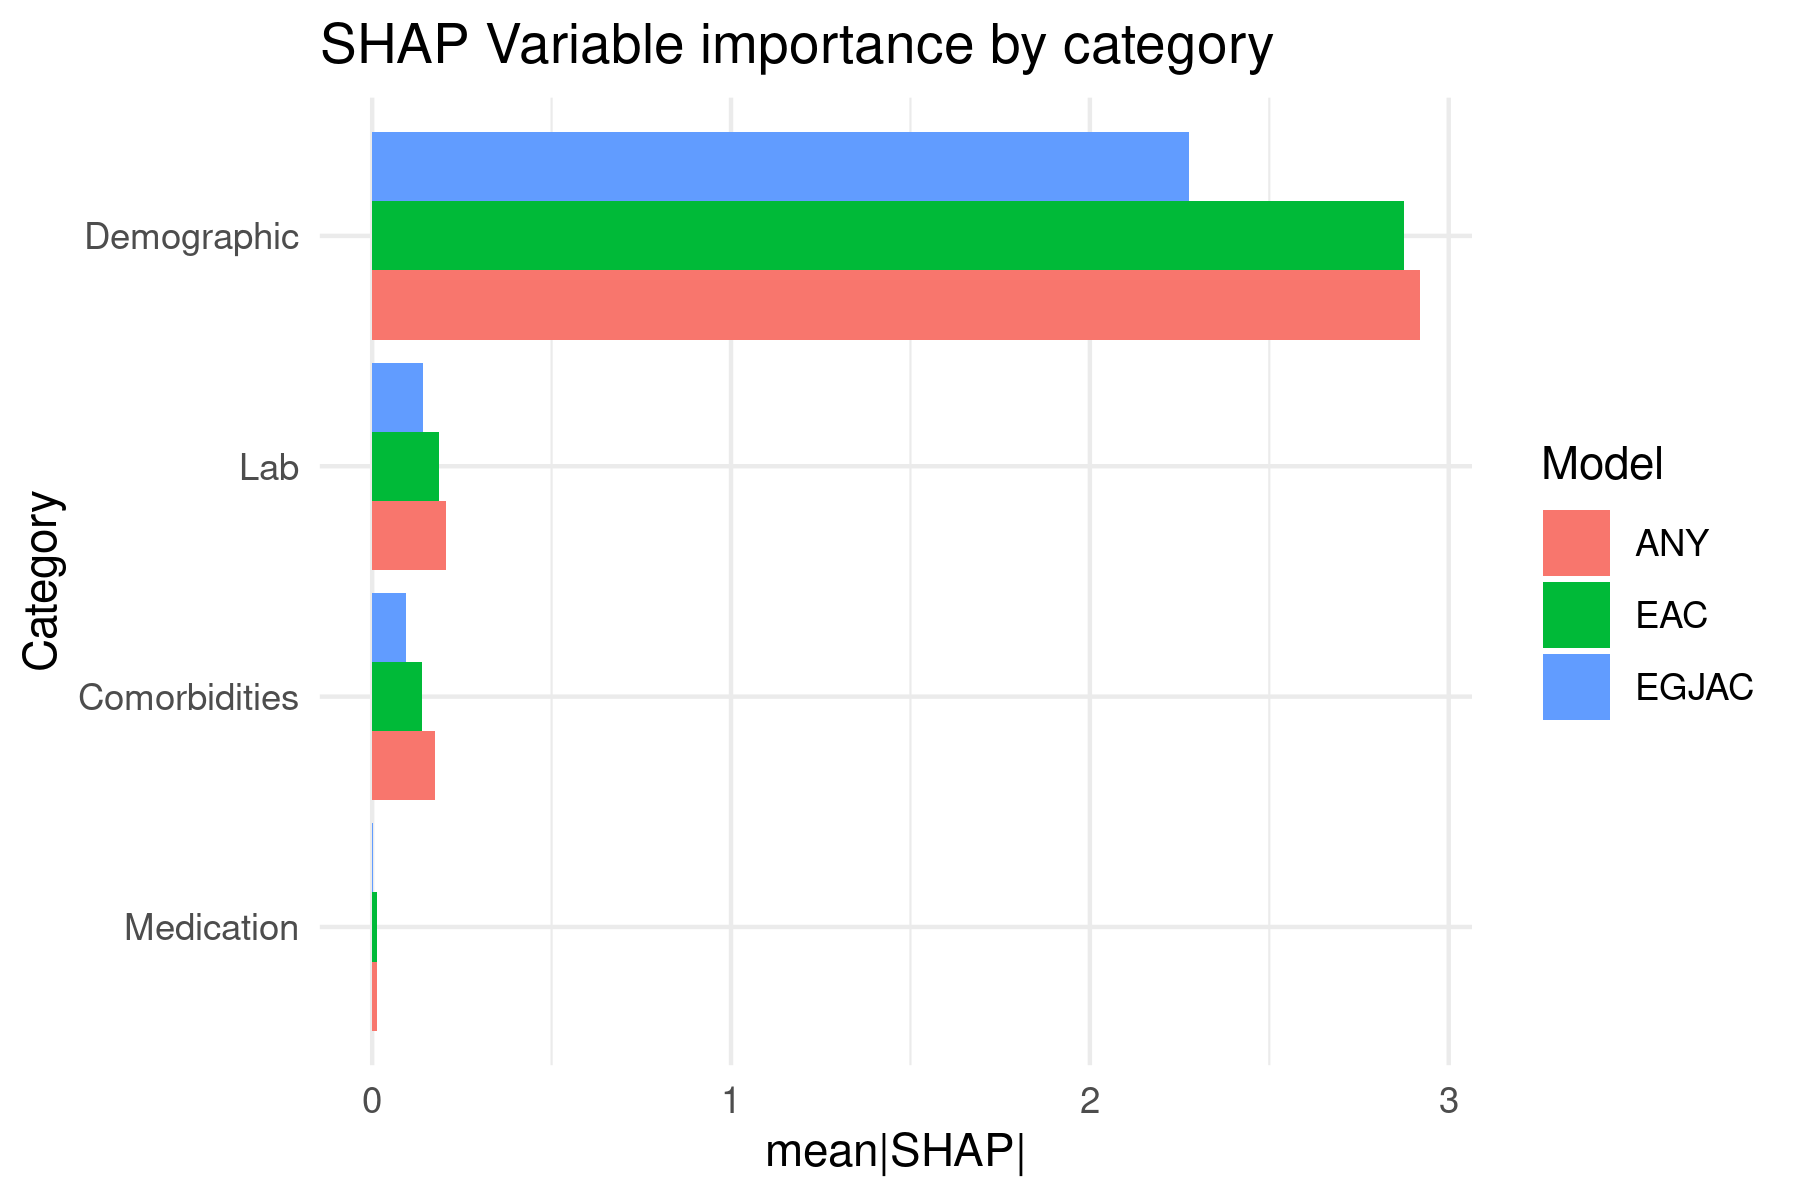 SHAP Variable importance by category
Category
Demographic
Lab
Comorbidities
Medication
0 1 2 3
mean|SHAP|
Model
ANY
EAC
EGJAC